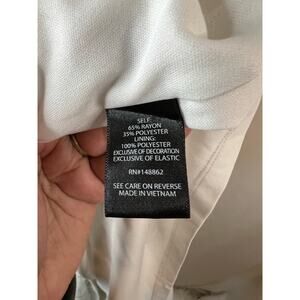 SELF:
65% RAYON
35% POLYESTER
LINING:
100% POLYESTER
EXCLUSIVE OF DECORATION
EXCLUSIVE OF ELASTIC
RN#148862
SEE CARE ON REVERSE
MADE IN VIETNAM